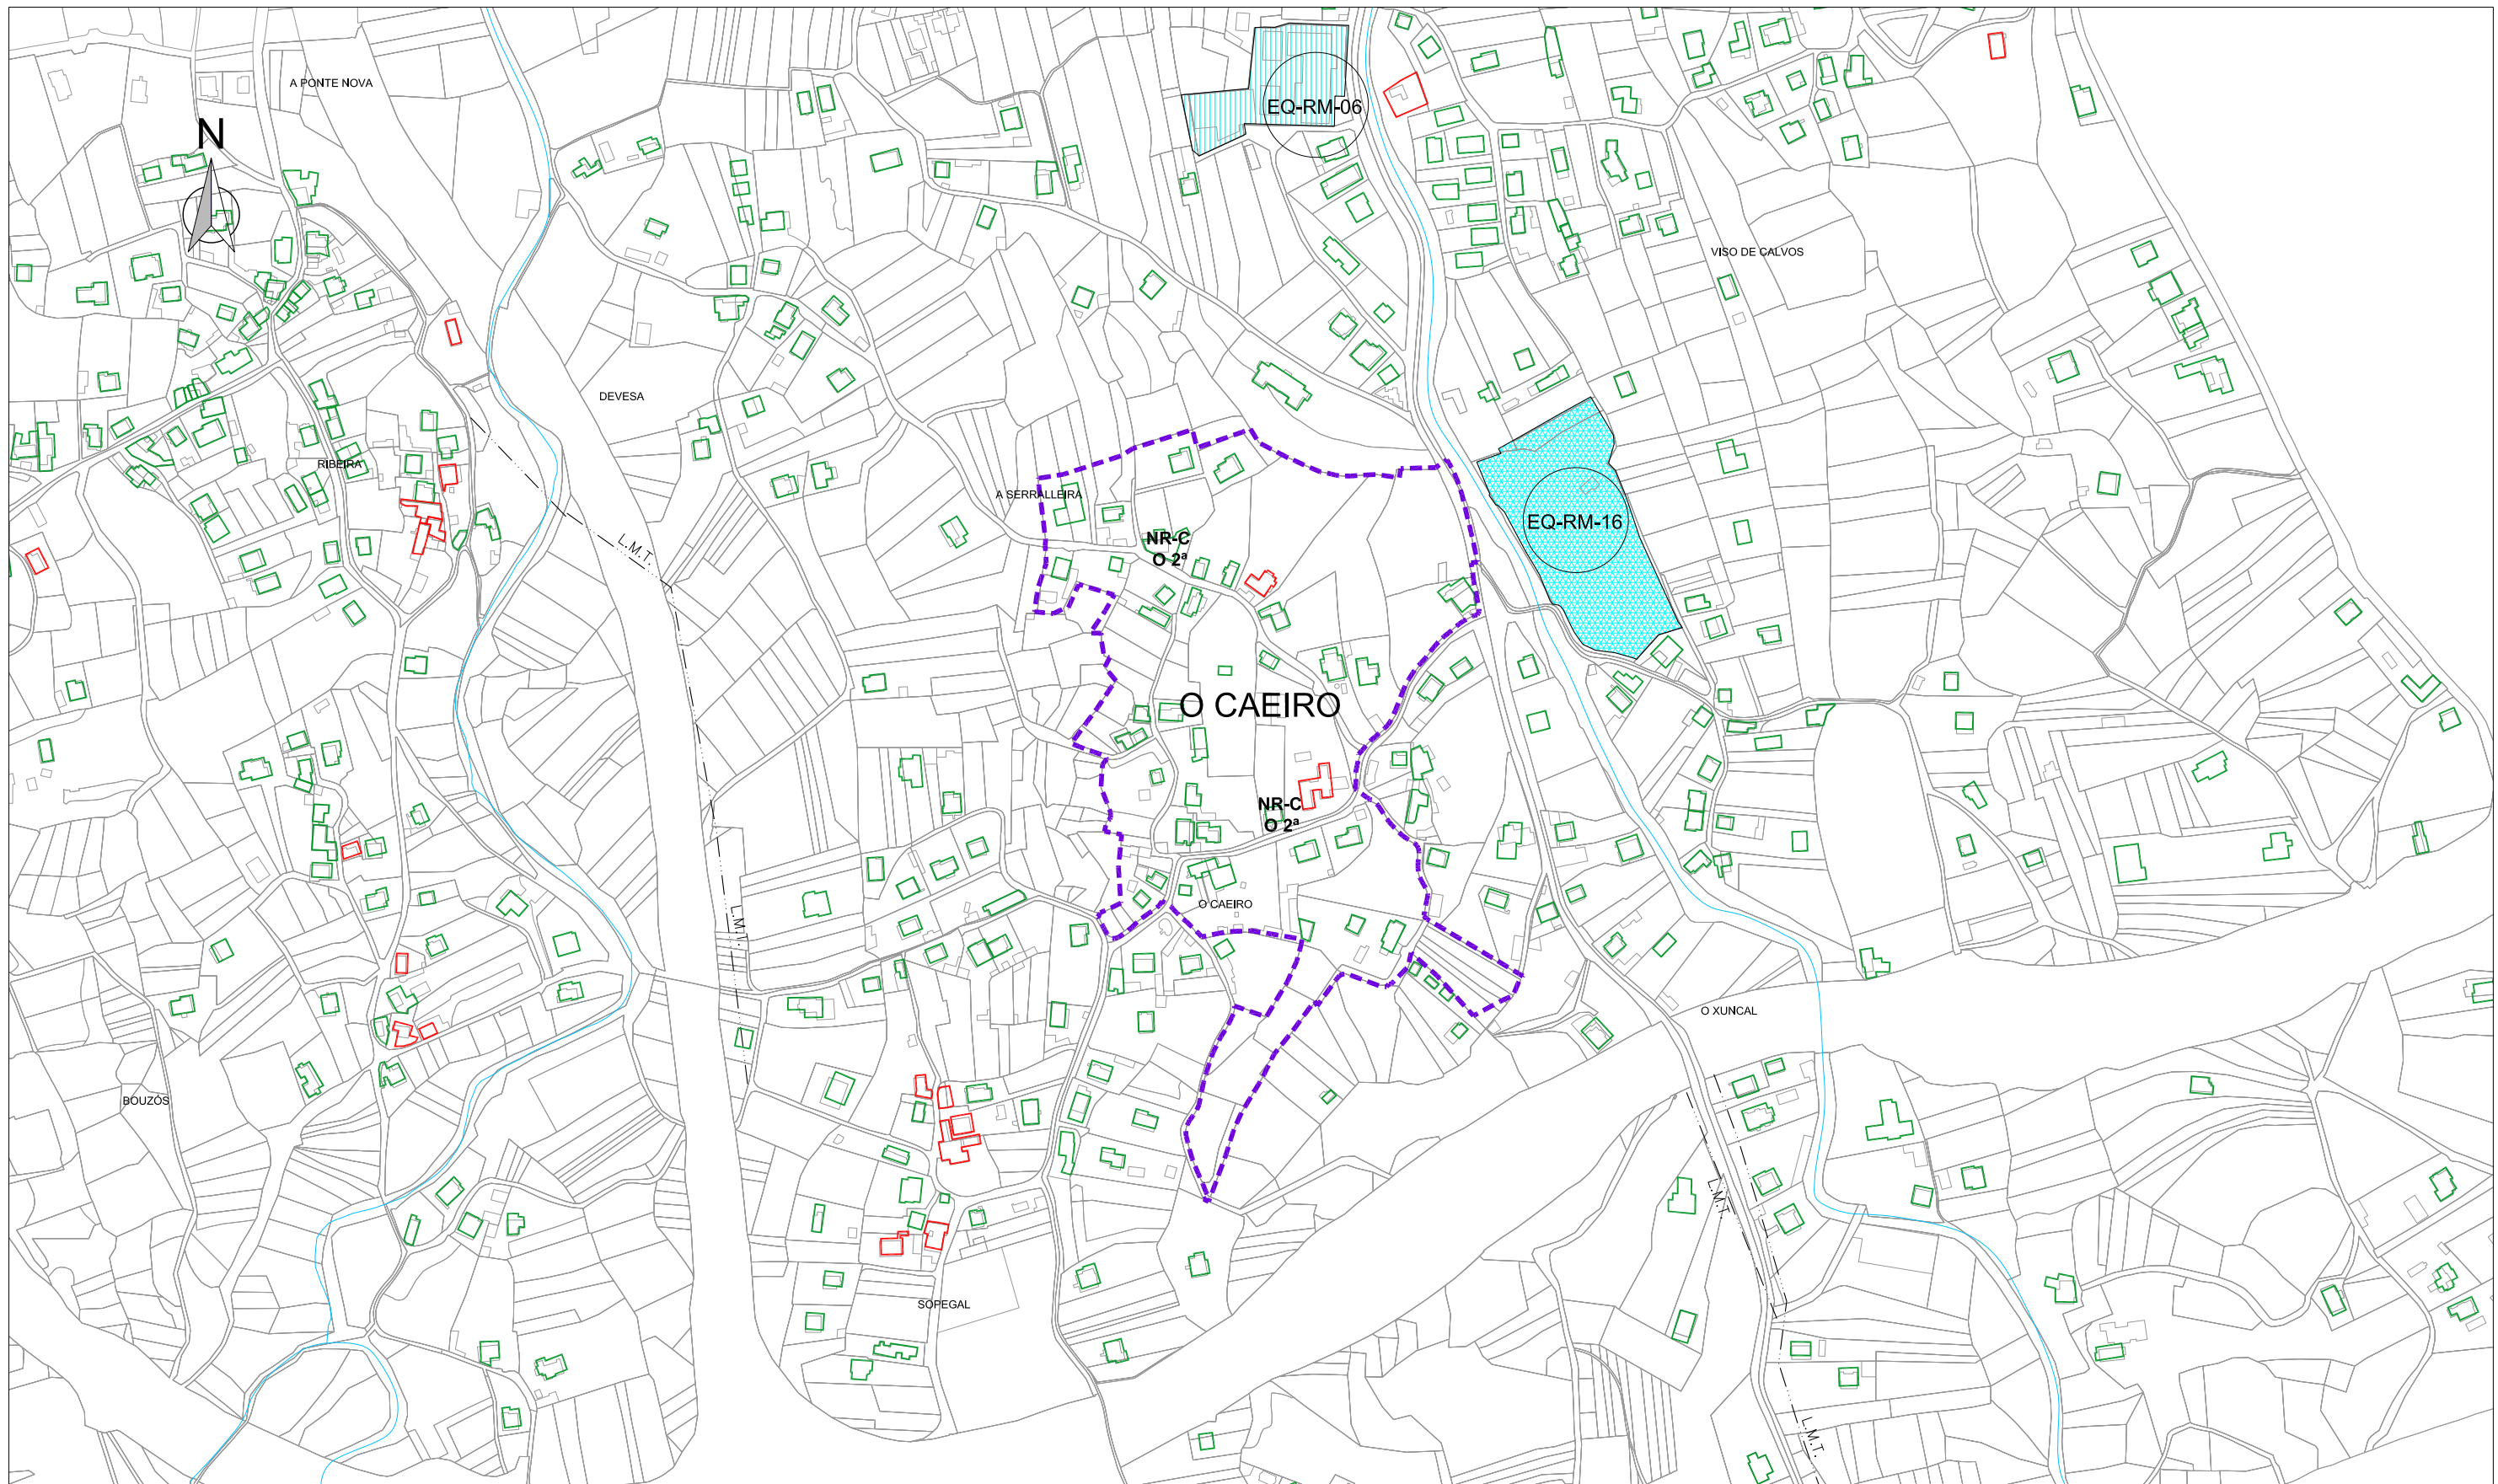 A PONTE NOVA
EQ-RM-06
N
VISO DE CALVOS
DEVESA
RIBEIRA
A SERRALLEIRA
EQ-RM-16
NR-C
O 2ª
L.M.T.
O CAEIRO
NR-C
O 2ª
O CAEIRO
L.M.T.
O XUNCAL
BOUZÓS
L.M.T.
SOPEGAL
L.M.T.